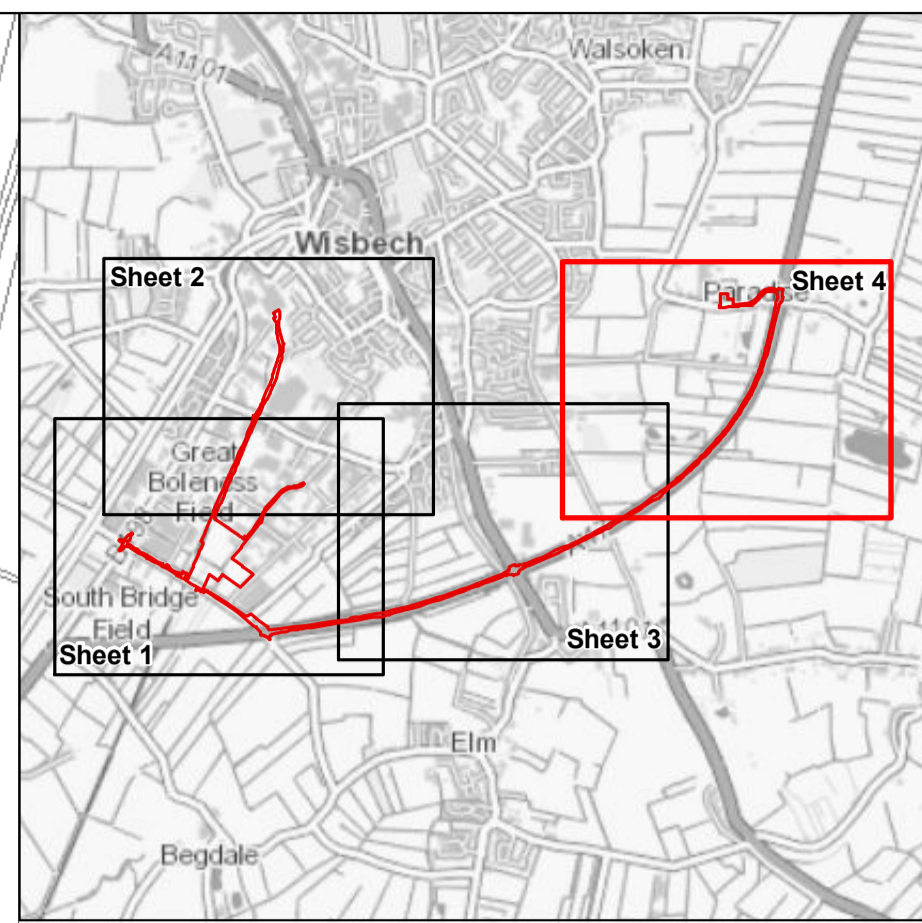 A1101
Walsoken
Wisbech
Sheet 2
Paradise
Sheet 4
Great
Boleness
Field
South Bridge
Field
Sheet 1
Sheet 3
Elm
Begdale